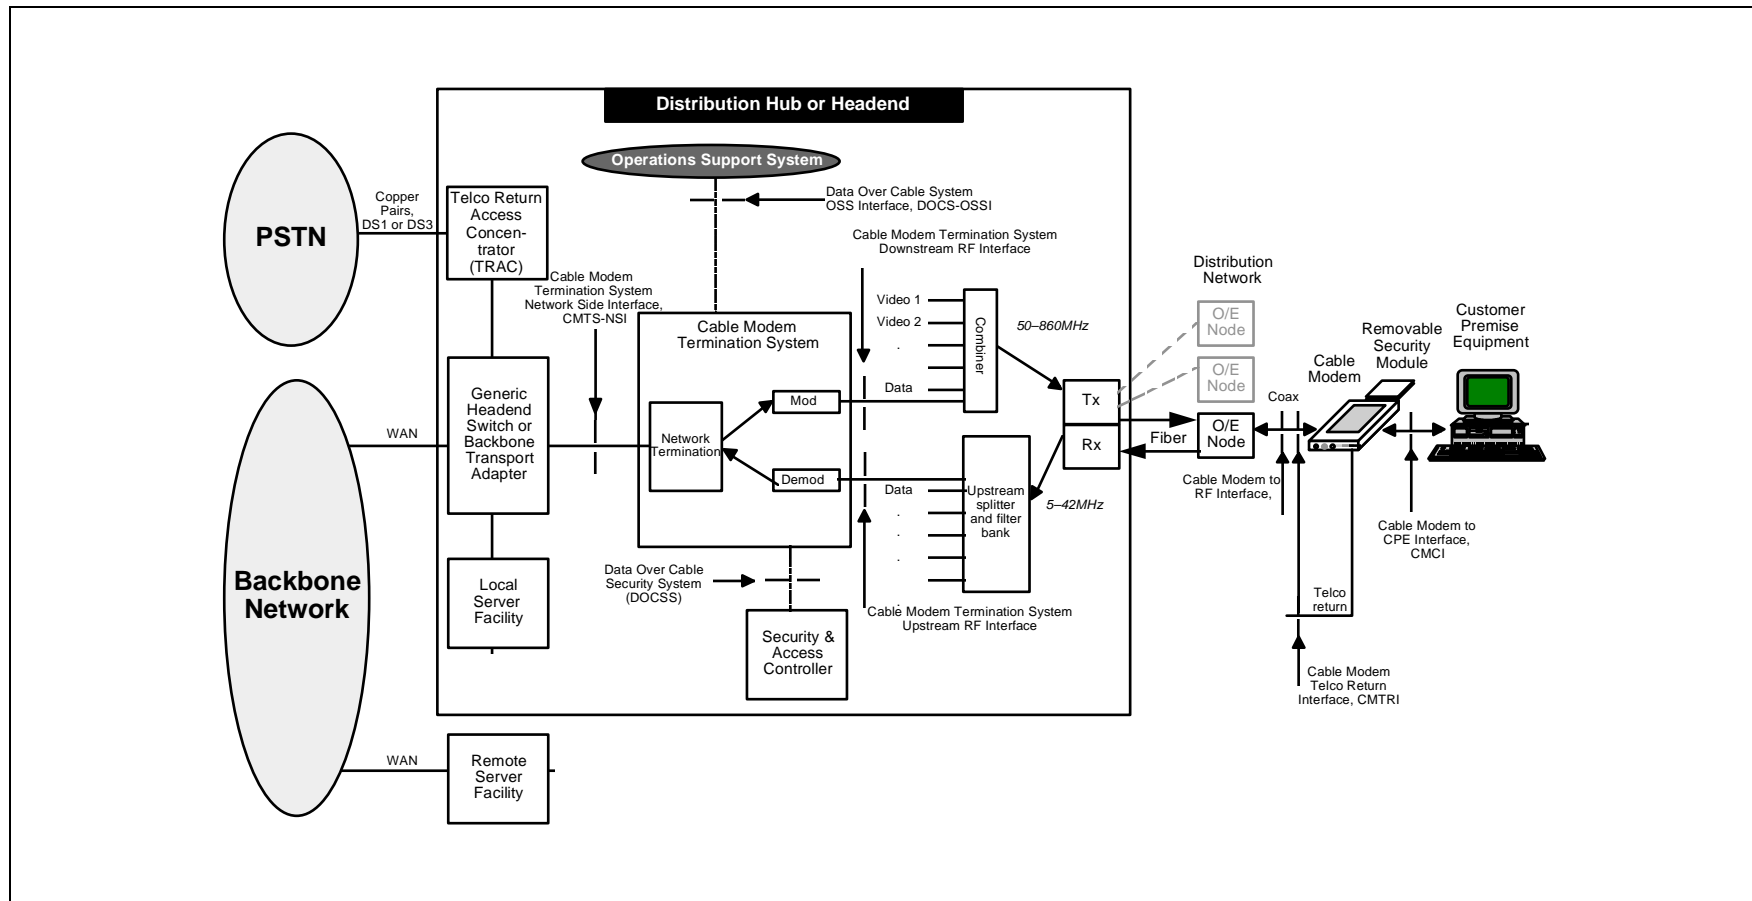 Distribution Hub or Headend
Operations Support System
Data Over Cable System
OSS Interface, DOCS-OSSI
PSTN
Copper
Pairs,
DS1 or DS3
Telco Return
Access
Concen-
trator
(TRAC)
Cable Modem
Termination System
Network Side Interface,
CMTS-NSI
Cable Modem Termination System
Downstream RF Interface
Cable Modem
Termination System
Network
Termination
Mod
Demod
Video 1
Video 2
.
.
Data
Combiner
50–860MHz
Tx
Rx
Data
.
.
.
.
Upstream
splitter
and filter
bank
5–42MHz
Cable Modem Termination System
Upstream RF Interface
Distribution
Network
O/E
Node
O/E
Node
O/E
Node
Fiber
Coax
Cable
Modem
Removable
Security
Module
Customer
Premise
Equipment
Cable Modem to
RF Interface,
Cable Modem to
CPE Interface,
CMCI
Telco
return
Cable Modem
Telco Return
Interface, CMTRI
Backbone
Network
WAN
Generic
Headend
Switch or
Backbone
Transport
Adapter
Local
Server
Facility
Data Over Cable
Security System
(DOCSS)
Security &
Access
Controller
WAN
Remote
Server
Facility